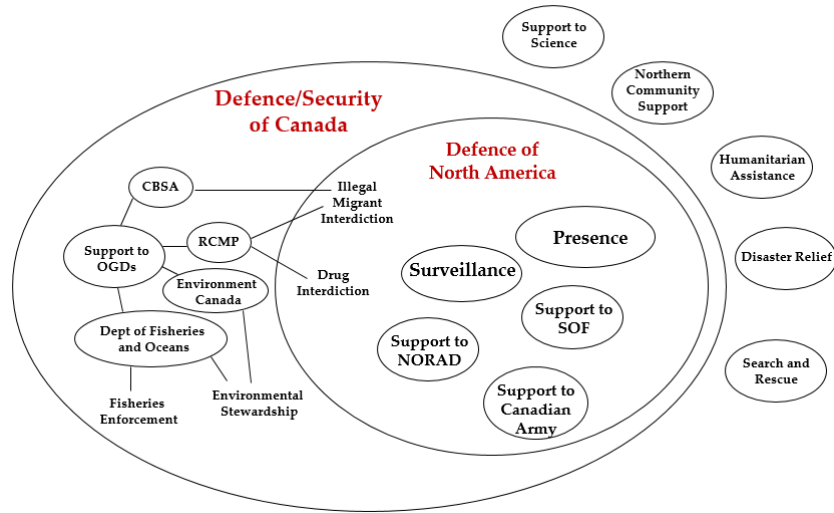 Support to
Science
Northern
Community
Support
Defence/Security
of Canada
Defence of
North America
Humanitarian
Assistance
CBSA
Illegal
Migrant
Interdiction
RCMP
Support to
OGDs
Presence
Surveillance
Disaster Relief
Environment
Canada
Drug
Interdiction
Support to
SOF
Dept of Fisheries
and Oceans
Support to
NORAD
Search and
Rescue
Fisheries
Enforcement
Environmental
Stewardship
Support to
Canadian
Army